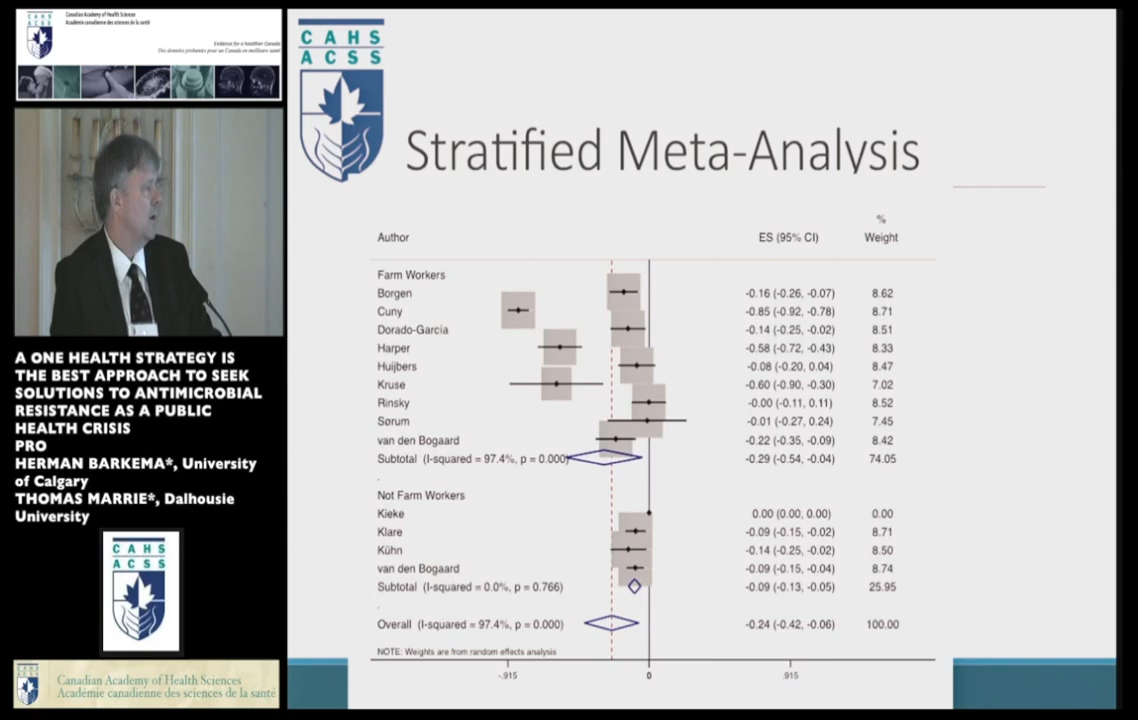 Canadian Academy of Health Sciences
Académie canadienne des sciences de la santé
CAHS
ACSS
Evidence for a healthier Canada
Des données probantes pour un Canada en meilleure santé
A ONE HEALTH STRATEGY IS
THE BEST APPROACH TO SEEK
SOLUTIONS TO ANTIMICROBIAL
RESISTANCE AS A PUBLIC
HEALTH CRISIS
PRO
HERMAN BARKEMA*, University
of Calgary
THOMAS MARRIE*, Dalhousie
University
CAHS
ACSS
CAHS
ACSS
Canadian Academy of Health Sciences
Académie canadienne des sciences de la santé
CAHS
ACSS
Stratified Meta-Analysis
%
Author ES (95% CI) Weight
Farm Workers
Borgen -0.16 (-0.26, -0.07) 8.62
Cuny -0.85 (-0.92, -0.78) 8.71
Dorado-García -0.14 (-0.25, -0.02) 8.51
Harper -0.58 (-0.72, -0.43) 8.33
Huijbers -0.08 (-0.20, 0.04) 8.47
Kruse -0.60 (-0.90, -0.30) 7.02
Rinsky -0.00 (-0.11, 0.11) 8.52
Sørum -0.01 (-0.27, 0.24) 7.45
van den Bogaard -0.22 (-0.35, -0.09) 8.42
Subtotal (I-squared = 97.4%, p = 0.000) -0.29 (-0.54, -0.04) 74.05
.
Not Farm Workers
Kieke 0.00 (0.00, 0.00) 0.00
Klare -0.09 (-0.15, -0.02) 8.71
Kühn -0.14 (-0.25, -0.02) 8.50
van den Bogaard -0.09 (-0.15, -0.04) 8.74
Subtotal (I-squared = 0.0%, p = 0.766) -0.09 (-0.13, -0.05) 25.95
.
Overall (I-squared = 97.4%, p = 0.000) -0.24 (-0.42, -0.06) 100.00
NOTE: Weights are from random effects analysis
-.915 0 .915